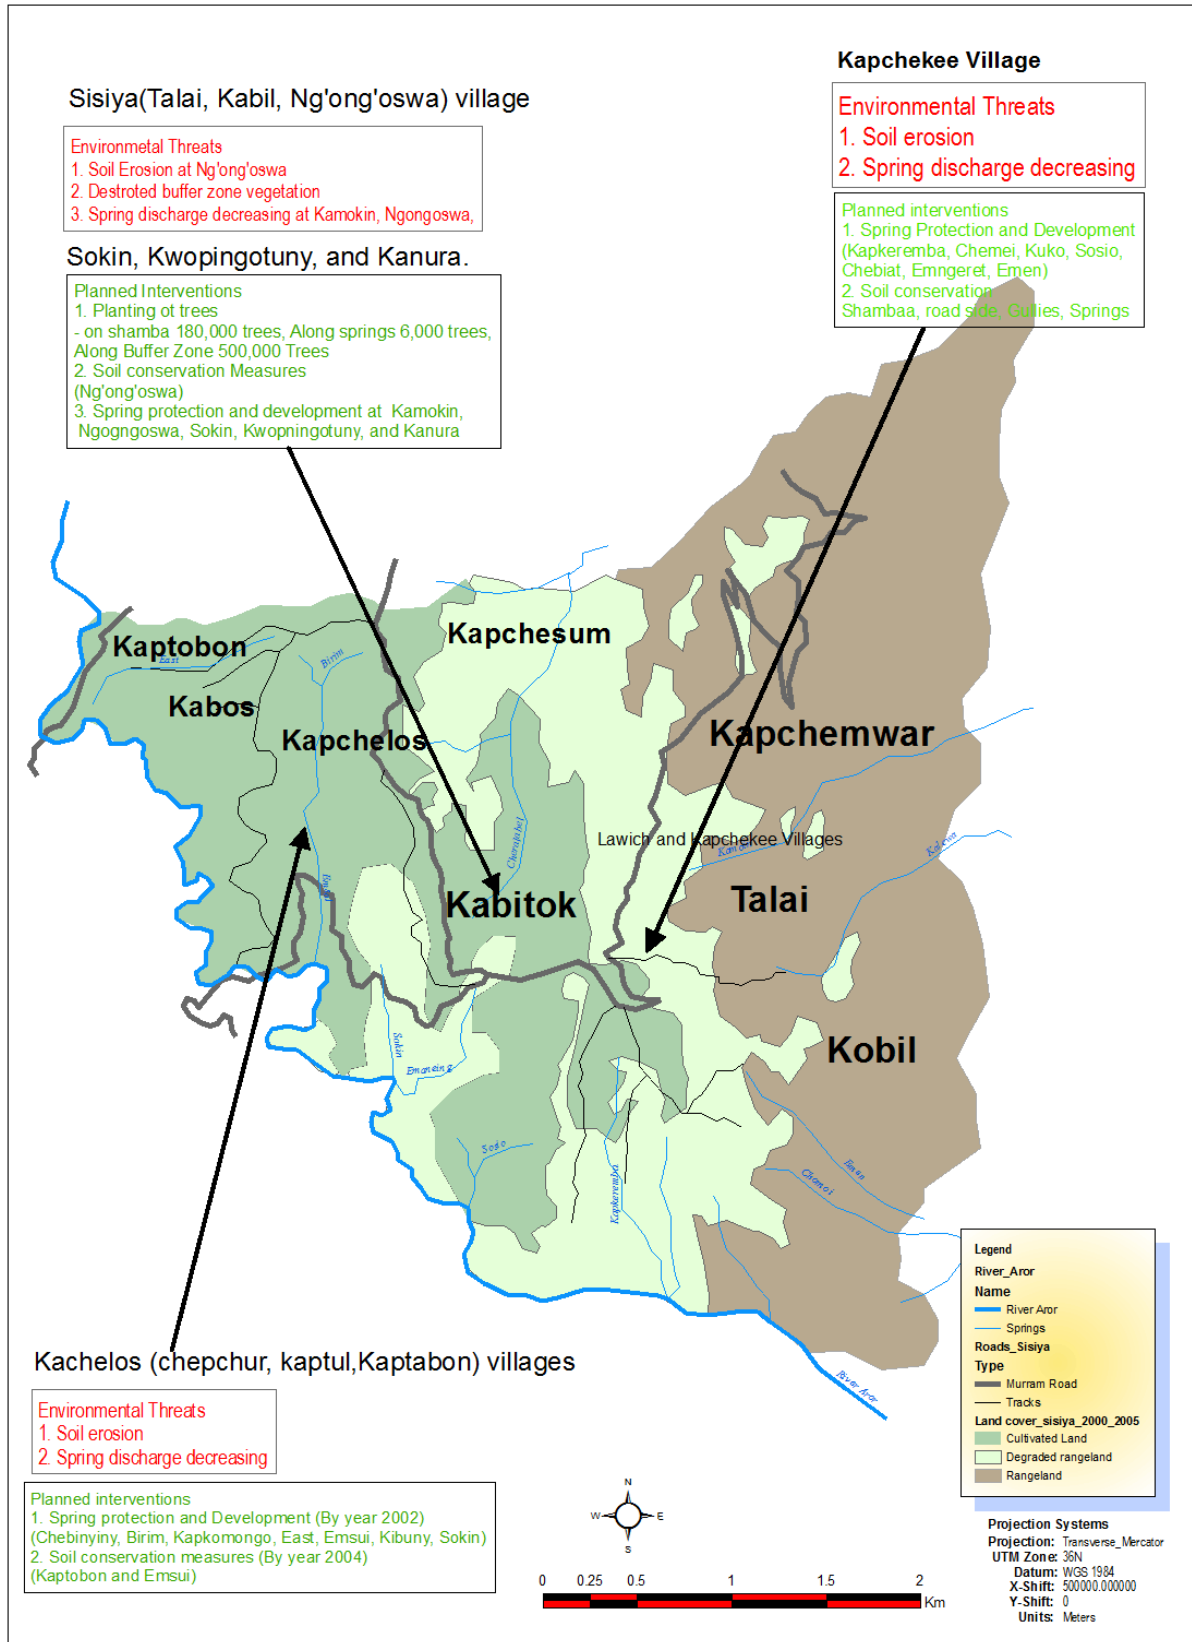 Kapchekee Village
Environmental Threats
1. Soil erosion
2. Spring discharge decreasing
Planned interventions
1. Spring Protection and Development
(Kapkeremba, Chemei, Kuko, Sosio,
Chebiat, Emngeret, Emen)
2. Soil conservation
Shambaa, road side, Gullies, Springs
Sisiya(Talai, Kabil, Ng'ong'oswa) village
Environmetal Threats
1. Soil Erosion at Ng'ong'oswa
2. Destroted buffer zone vegetation
3. Spring discharge decreasing at Kamokin, Ngongoswa,
Sokin, Kwopingotuny, and Kanura.
Planned Interventions
1. Planting ot trees
- on shamba 180,000 trees, Along springs 6,000 trees,
Along Buffer Zone 500,000 Trees
2. Soil conservation Measures
(Ng'ong'oswa)
3. Spring protection and development at Kamokin,
Ngogngoswa, Sokin, Kwopningotuny, and Kanura
Kaptobon
East
Birim
Kapchesum
Kabos
Kapchelos
Kapchemwar
Lawich and Kapchekee Villages
Kabitok
Talai
Kobil
Sokin
Emaneing
Sosio
Kapkaremba
Eman
Chomoi
River Aror
Kachelos (chepchur, kaptul,Kaptabon) villages
Environmental Threats
1. Soil erosion
2. Spring discharge decreasing
Planned interventions
1. Spring protection and Development (By year 2002)
(Chebinyiny, Birim, Kapkomongo, East, Emsui, Kibuny, Sokin)
2. Soil conservation measures (By year 2004)
(Kaptobon and Emsui)
Legend
River_Aror
Name
River Aror
Springs
Roads_Sisiya
Type
Murram Road
Tracks
Land cover_sisiya_2000_2005
Cultivated Land
Degraded rangeland
Rangeland
N
W E
S
0 0.25 0.5 1 1.5 2
Km
Projection Systems
Projection: Transverse_Mercator
UTM Zone: 36N
Datum: WGS 1984
X-Shift: 500000.000000
Y-Shift: 0
Units: Meters